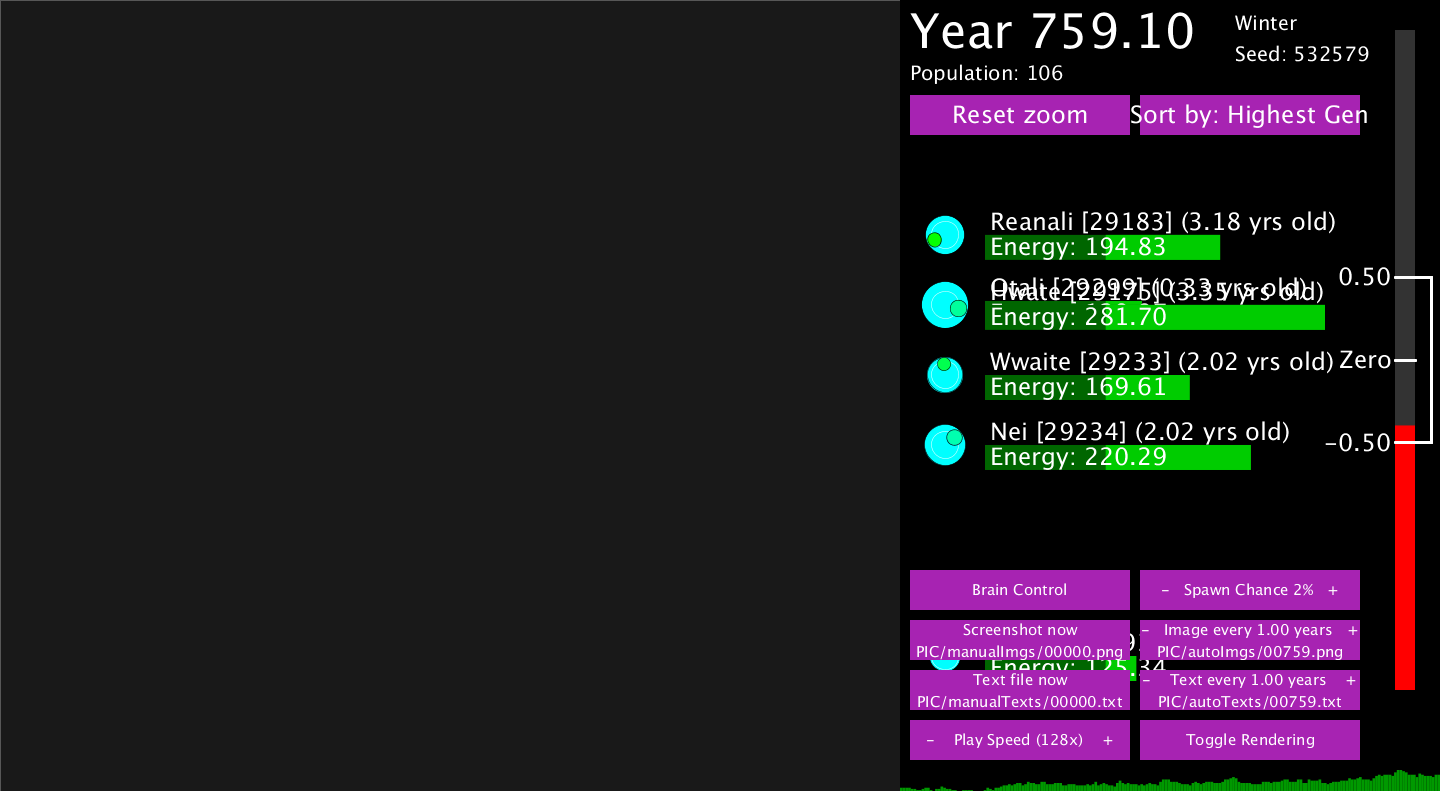 Year 759.10
Winter
Seed: 532579
Population: 106
Reset zoom
Sort by: Highest Gen
Reanali [29183] (3.18 yrs old)
Energy: 194.83
Otali [29299] (0.33 yrs old)
Hwate [29175] (3.35 yrs old)
Energy: 281.70
Wwaite [29233] (2.02 yrs old)
Energy: 169.61
Nei [29234] (2.02 yrs old)
Energy: 220.29
0.50
Zero
-0.50
Brain Control
- Spawn Chance 2% +
Screenshot now
PIC/manualImgs/00000.png
- Image every 1.00 years +
PIC/autoImgs/00759.png
Energy: 125.34
Text file now
PIC/manualTexts/00000.txt
- Text every 1.00 years +
PIC/autoTexts/00759.txt
- Play Speed (128x) +
Toggle Rendering